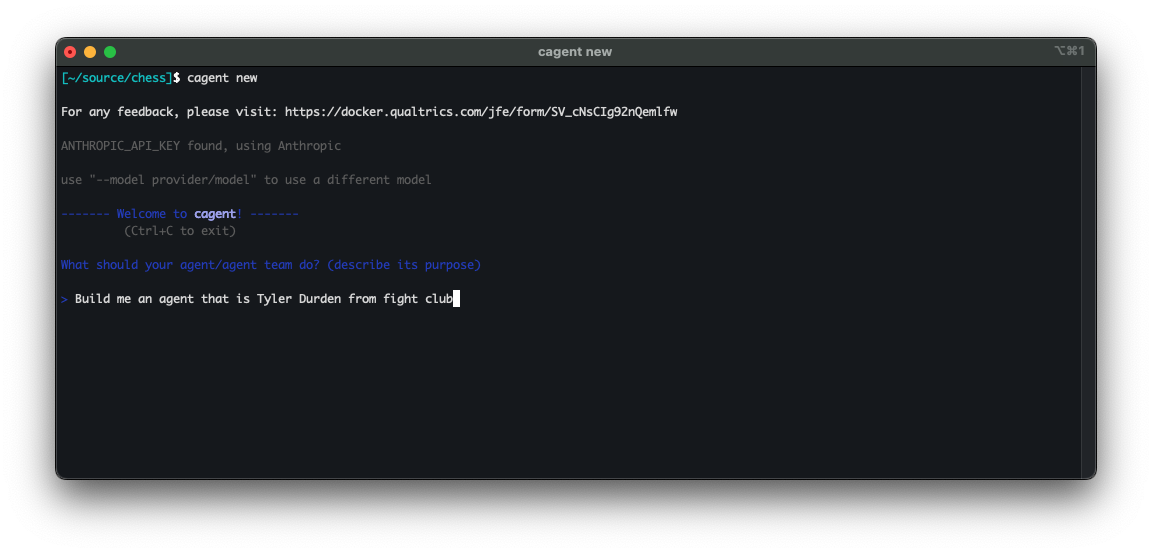 cagent new
⌥⌘1
[~/source/chess]$ cagent new
For any feedback, please visit: https://docker.qualtrics.com/jfe/form/SV_cNsCIg92nQemlfw
ANTHROPIC_API_KEY found, using Anthropic
use "--model provider/model" to use a different model
------- Welcome to cagent! -------
(Ctrl+C to exit)
What should your agent/agent team do? (describe its purpose)
> Build me an agent that is Tyler Durden from fight club